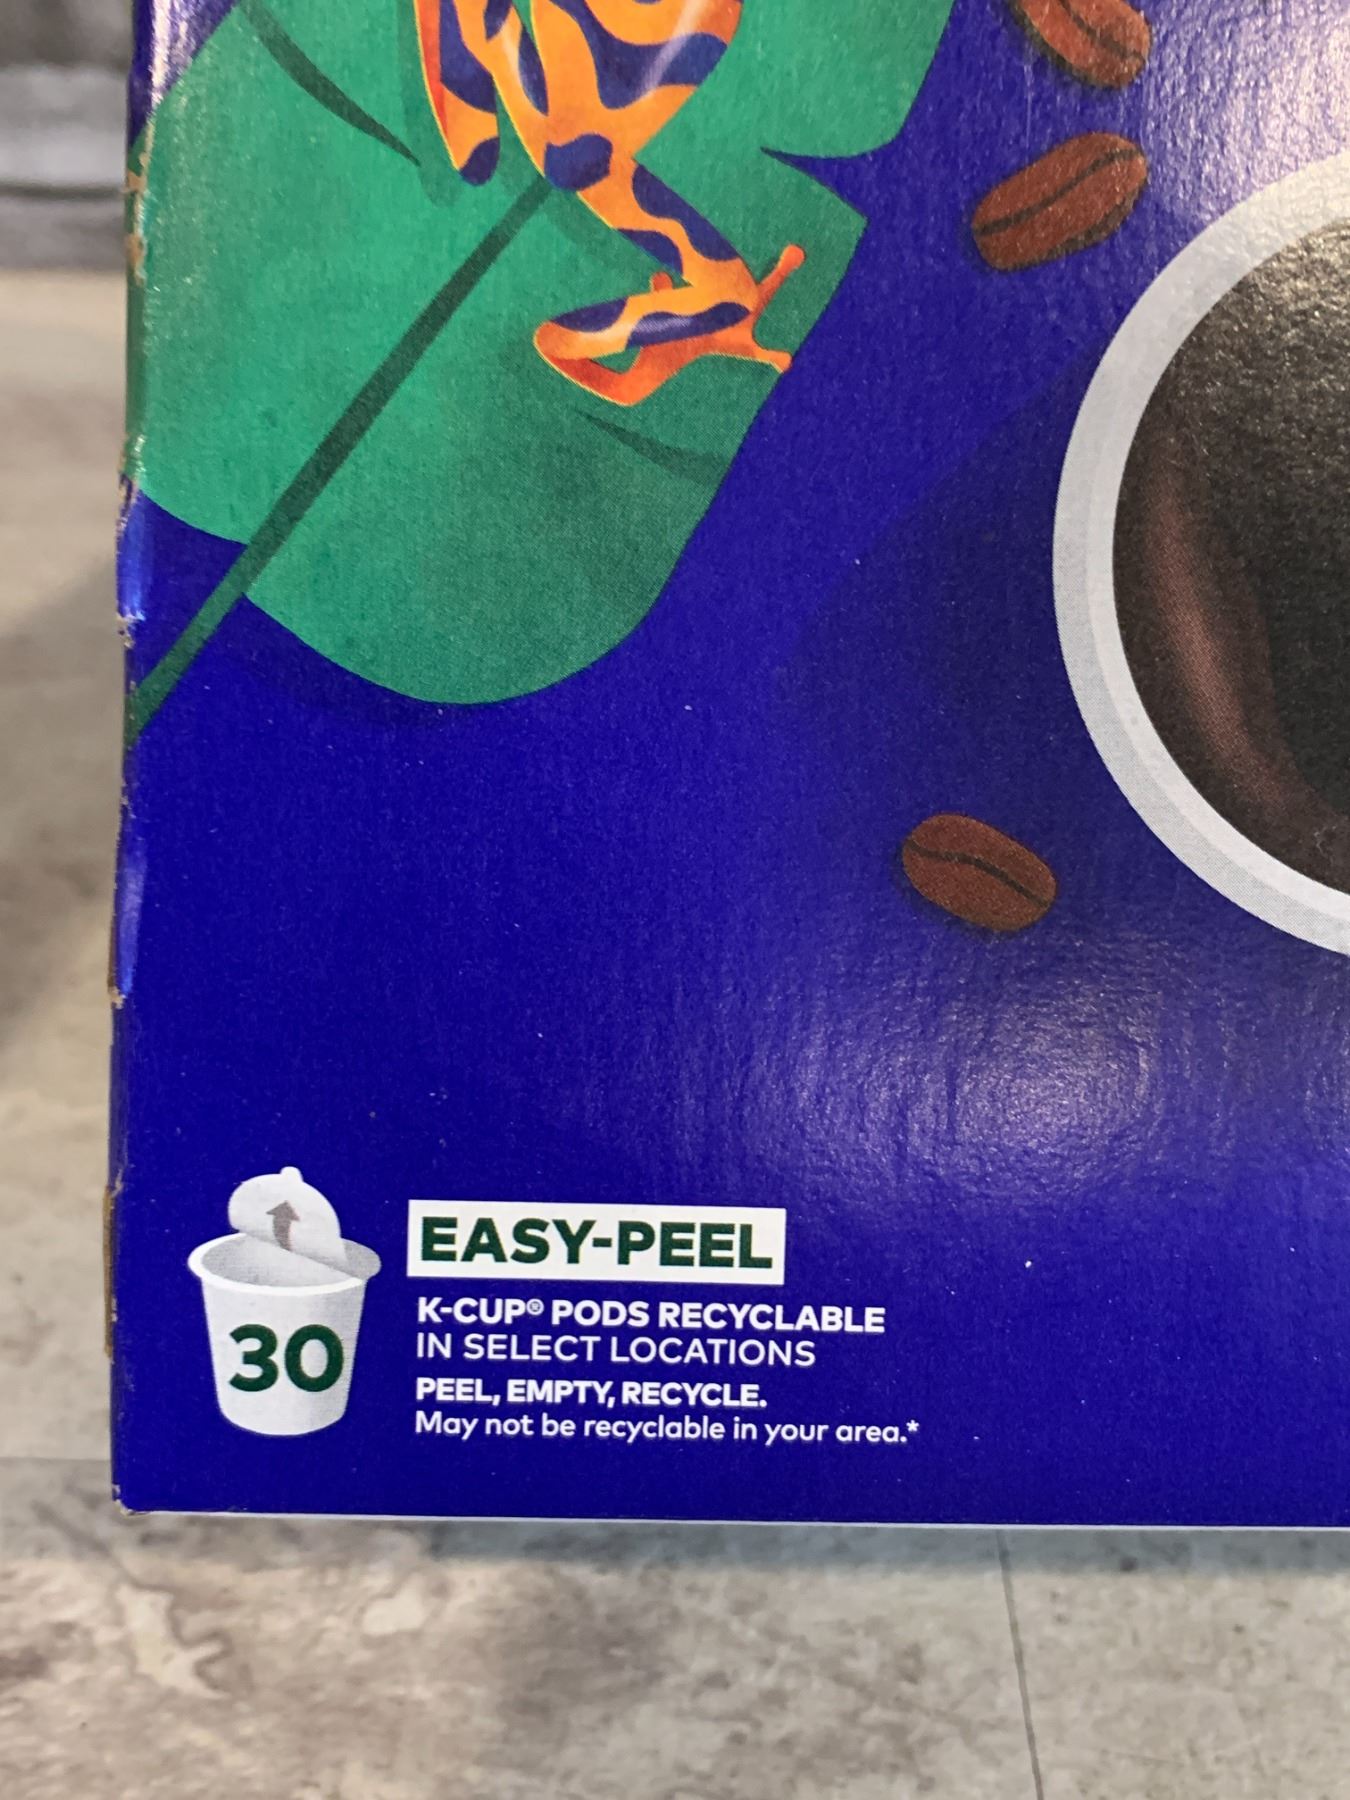 EASY-PEEL
K-CUP® PODS RECYCLABLE
IN SELECT LOCATIONS
PEEL, EMPTY, RECYCLE.
May not be recyclable in your area.*
30